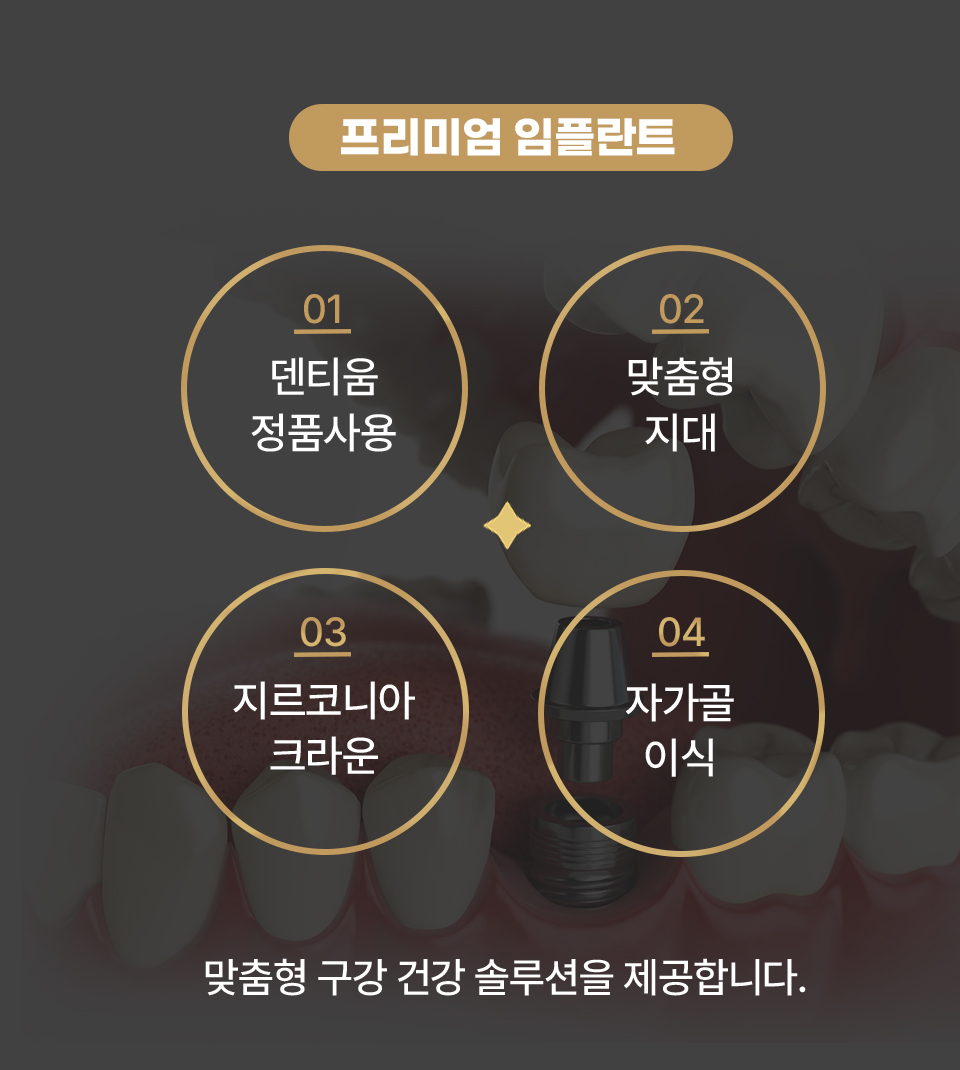 프리미엄 임플란트
01
덴티움
정품사용
02
맞춤형
지대
03
지르코니아
크라운
04
자가골
이식
맞춤형 구강 건강 솔루션을 제공합니다.